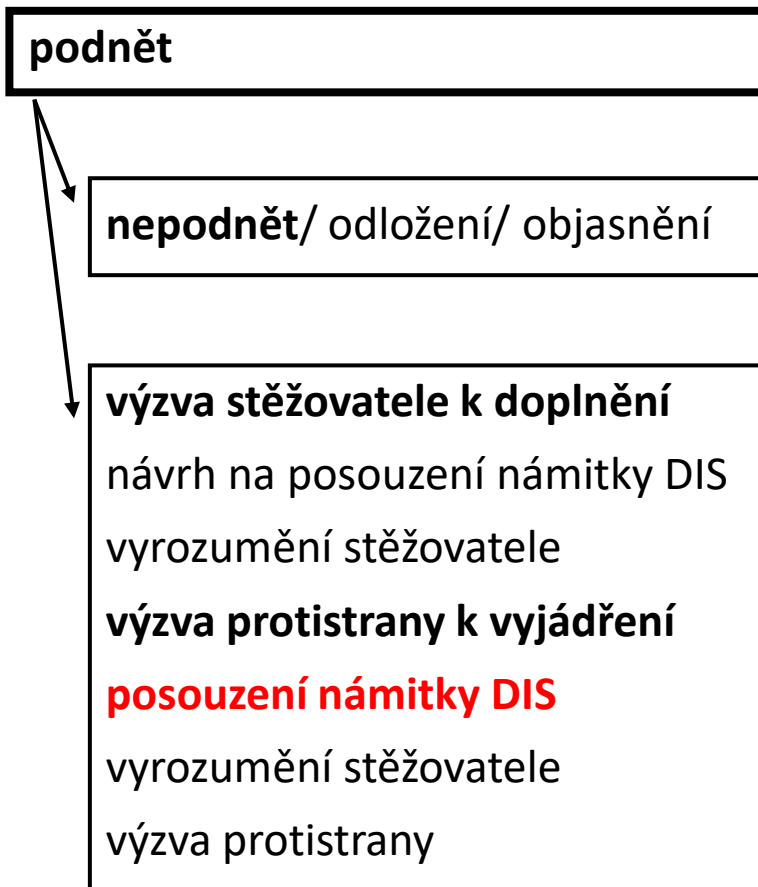 podnět
nepodnět/ odložení/ objasnění
výzva stěžovatele k doplnění
návrh na posouzení námitky DIS
vyrozumění stěžovatele
výzva protistrany k vyjádření
posouzení námitky DIS
vyrozumění stěžovatele
výzva protistrany